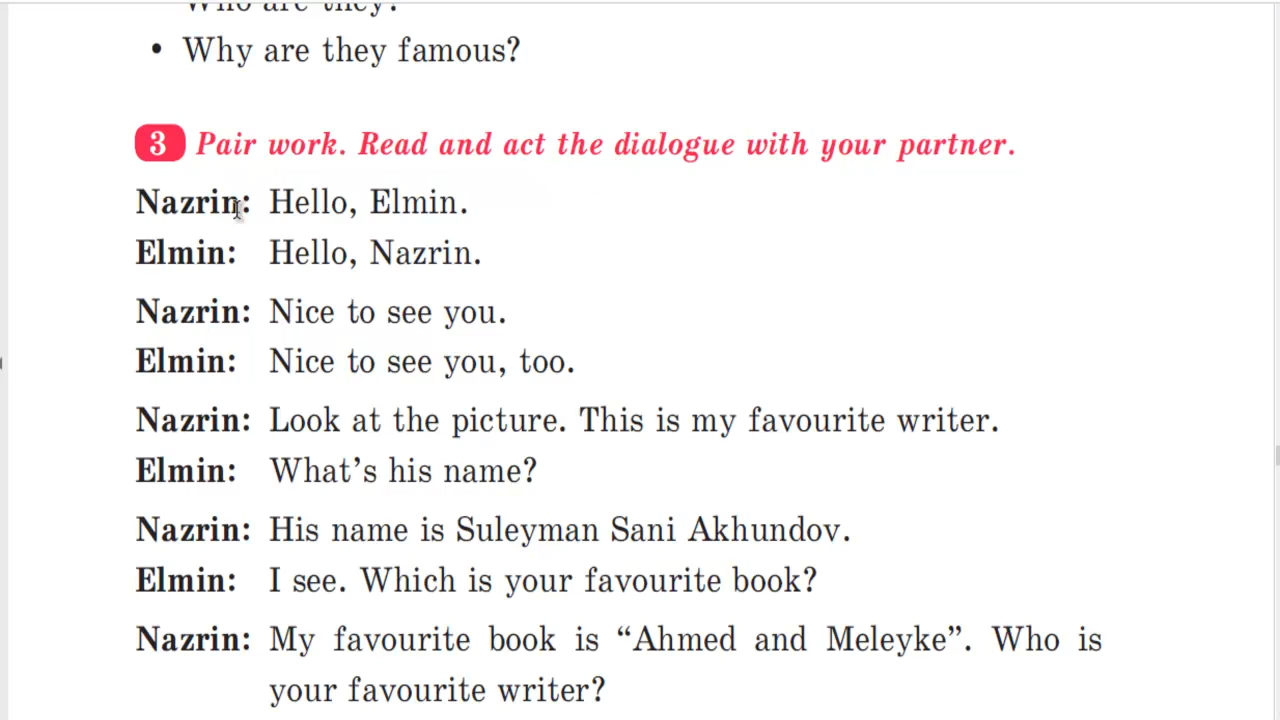 Who are they?
• Why are they famous?
3 Pair work. Read and act the dialogue with your partner.
Nazrin: Hello, Elmin.
Elmin: Hello, Nazrin.
Nazrin: Nice to see you.
Elmin: Nice to see you, too.
Nazrin: Look at the picture. This is my favourite writer.
Elmin: What’s his name?
Nazrin: His name is Suleyman Sani Akhundov.
Elmin: I see. Which is your favourite book?
Nazrin: My favourite book is “Ahmed and Meleyke”. Who is
your favourite writer?